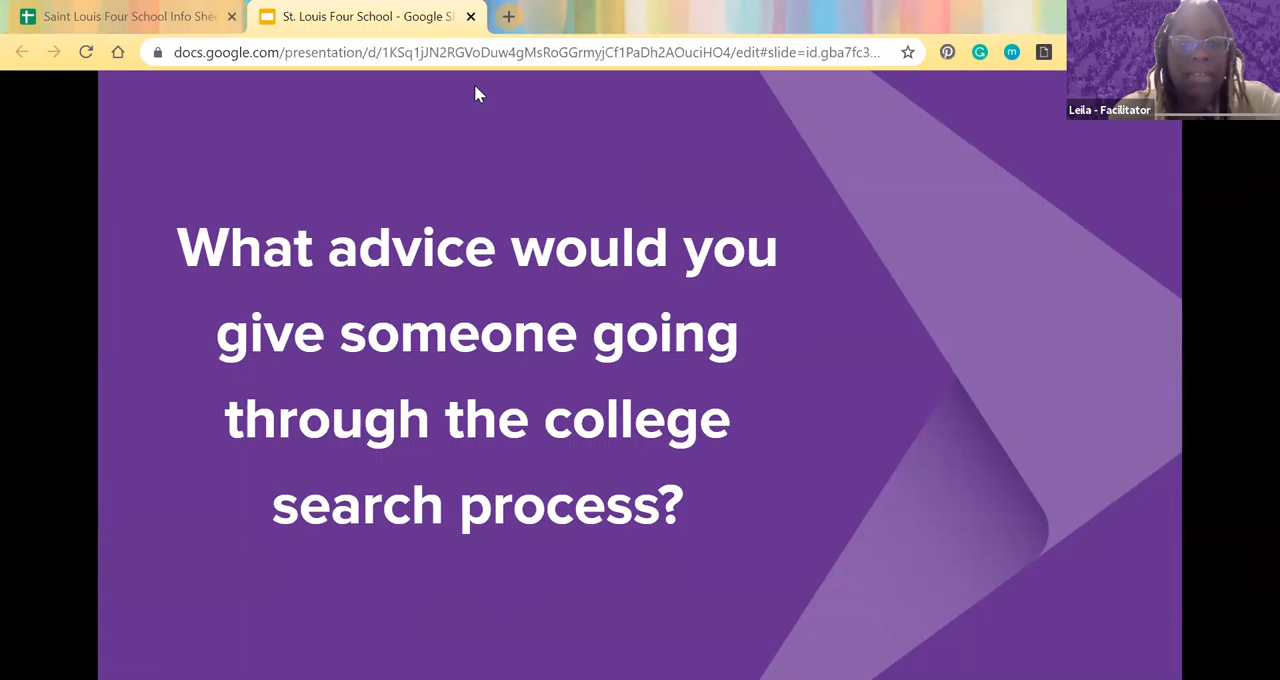 Saint Louis Four School Info Shee
St. Louis Four School - Google Sl
docs.google.com/presentation/d/1KSq1jJN2RGVoDuw4gMsRoGGrmyjCf1PaDh2AOuciHO4/edit#slide=id.gba7fc3...
Leila - Facilitator
What advice would you
give someone going
through the college
search process?